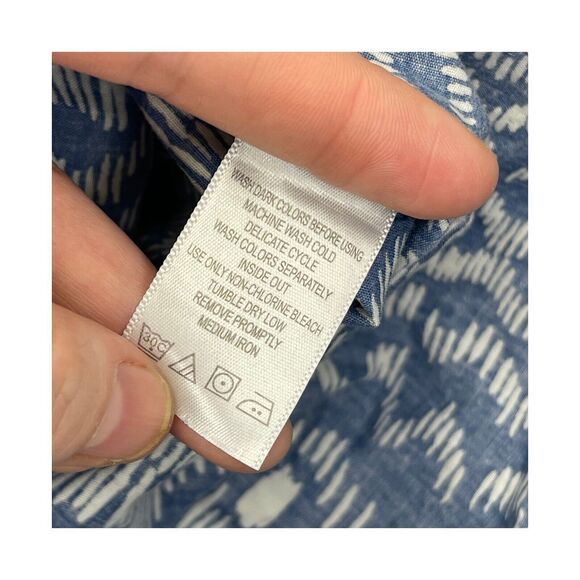 WASH DARK COLORS BEFORE USING
MACHINE WASH COLD
DELICATE CYCLE
WASH COLORS SEPARATELY
INSIDE OUT
USE ONLY NON-CHLORINE BLEACH
TUMBLE DRY LOW
REMOVE PROMPTLY
MEDIUM IRON
30C